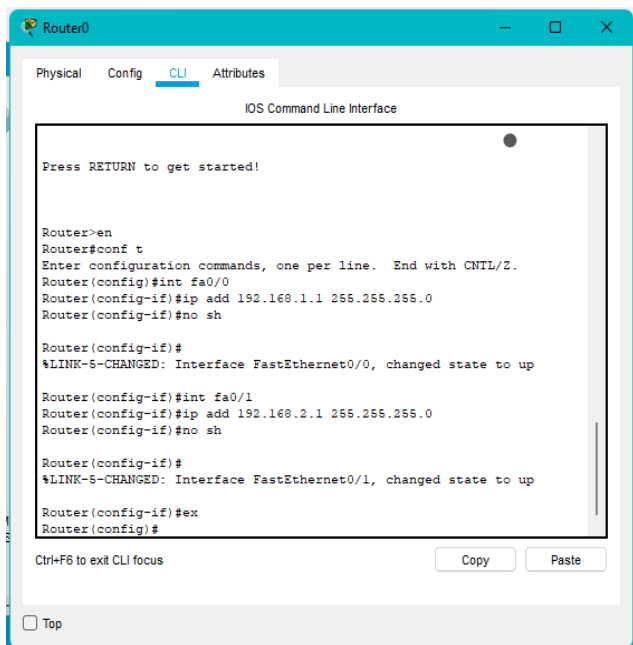 Router0
Physical Config CLI Attributes
IOS Command Line Interface
Press RETURN to get started!
Router>en
Router#conf t
Enter configuration commands, one per line.  End with CNTL/Z.
Router(config)#int fa0/0
Router(config-if)#ip add 192.168.1.1 255.255.255.0
Router(config-if)#no sh
Router(config-if)#
%LINK-5-CHANGED: Interface FastEthernet0/0, changed state to up
Router(config-if)#int fa0/1
Router(config-if)#ip add 192.168.2.1 255.255.255.0
Router(config-if)#no sh
Router(config-if)#
%LINK-5-CHANGED: Interface FastEthernet0/1, changed state to up
Router(config-if)#ex
Router(config)#
Ctrl+F6 to exit CLI focus
Copy Paste
Top